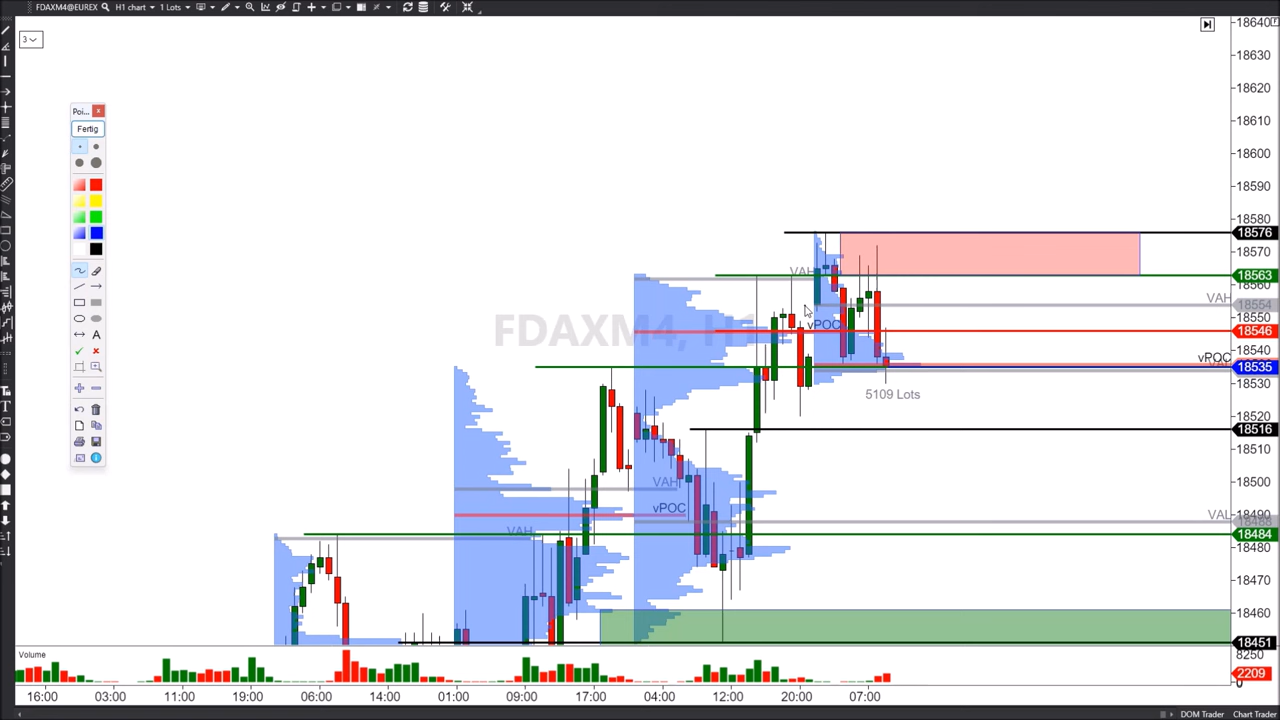 FDAXM4@EUREX H1 chart 1 Lots
3
Poi... x
Fertig
A
FDAXM4, H1
VAH
vPOC
5109 Lots
VAH
vPOC
VAH
VAH
vPOC
VAL
18640
18630
18620
18610
18600
18590
18580
18576
18570
18563
18560
18554
18550
18546
18540
18535
18530
18516
18510
18500
18490
18484
18480
18470
18460
18451
8250
2209
0
Volume
16:00 03:00 11:00 19:00 06:00 14:00 01:00 09:00 17:00 04:00 12:00 20:00 07:00
DOM Trader Chart Trader